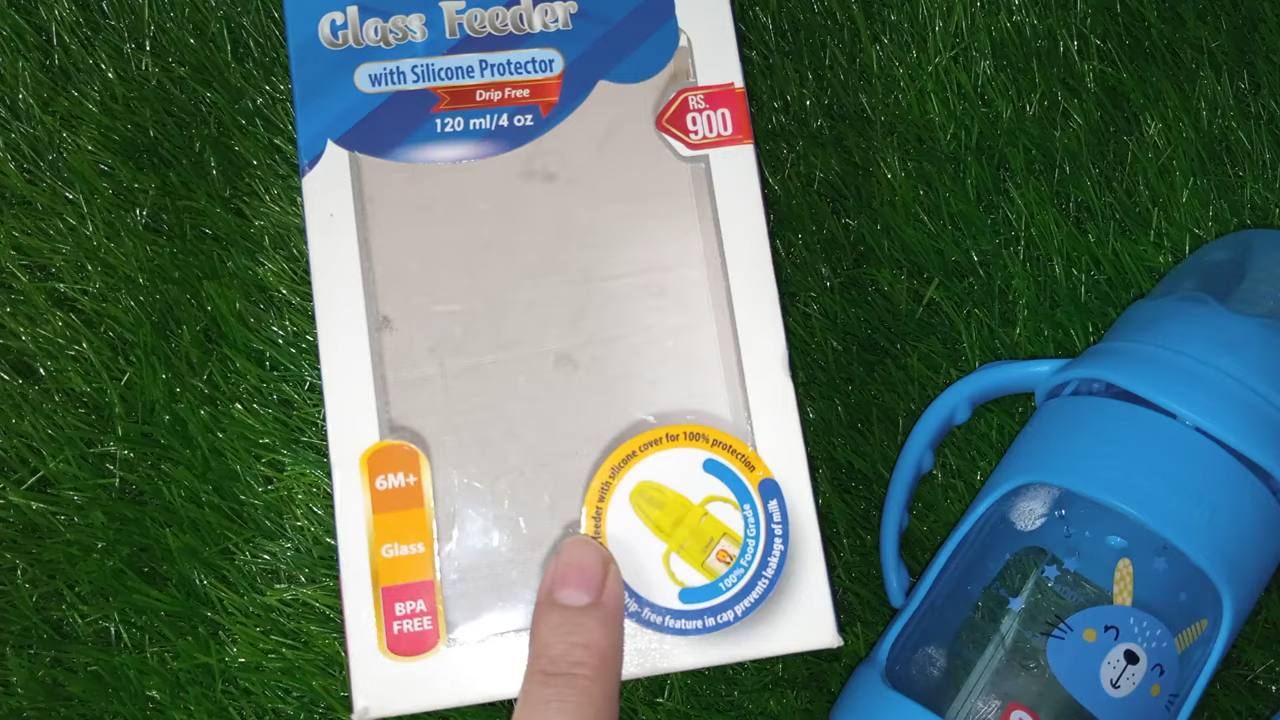 Glass Feeder
with Silicone Protector
Drip Free
120 ml/4 oz
RS.
900
6M+
Glass
BPA
FREE
feeder with silicone cover for 100% protection
100% Food Grade
Drip-free feature in cap prevents leakage of milk